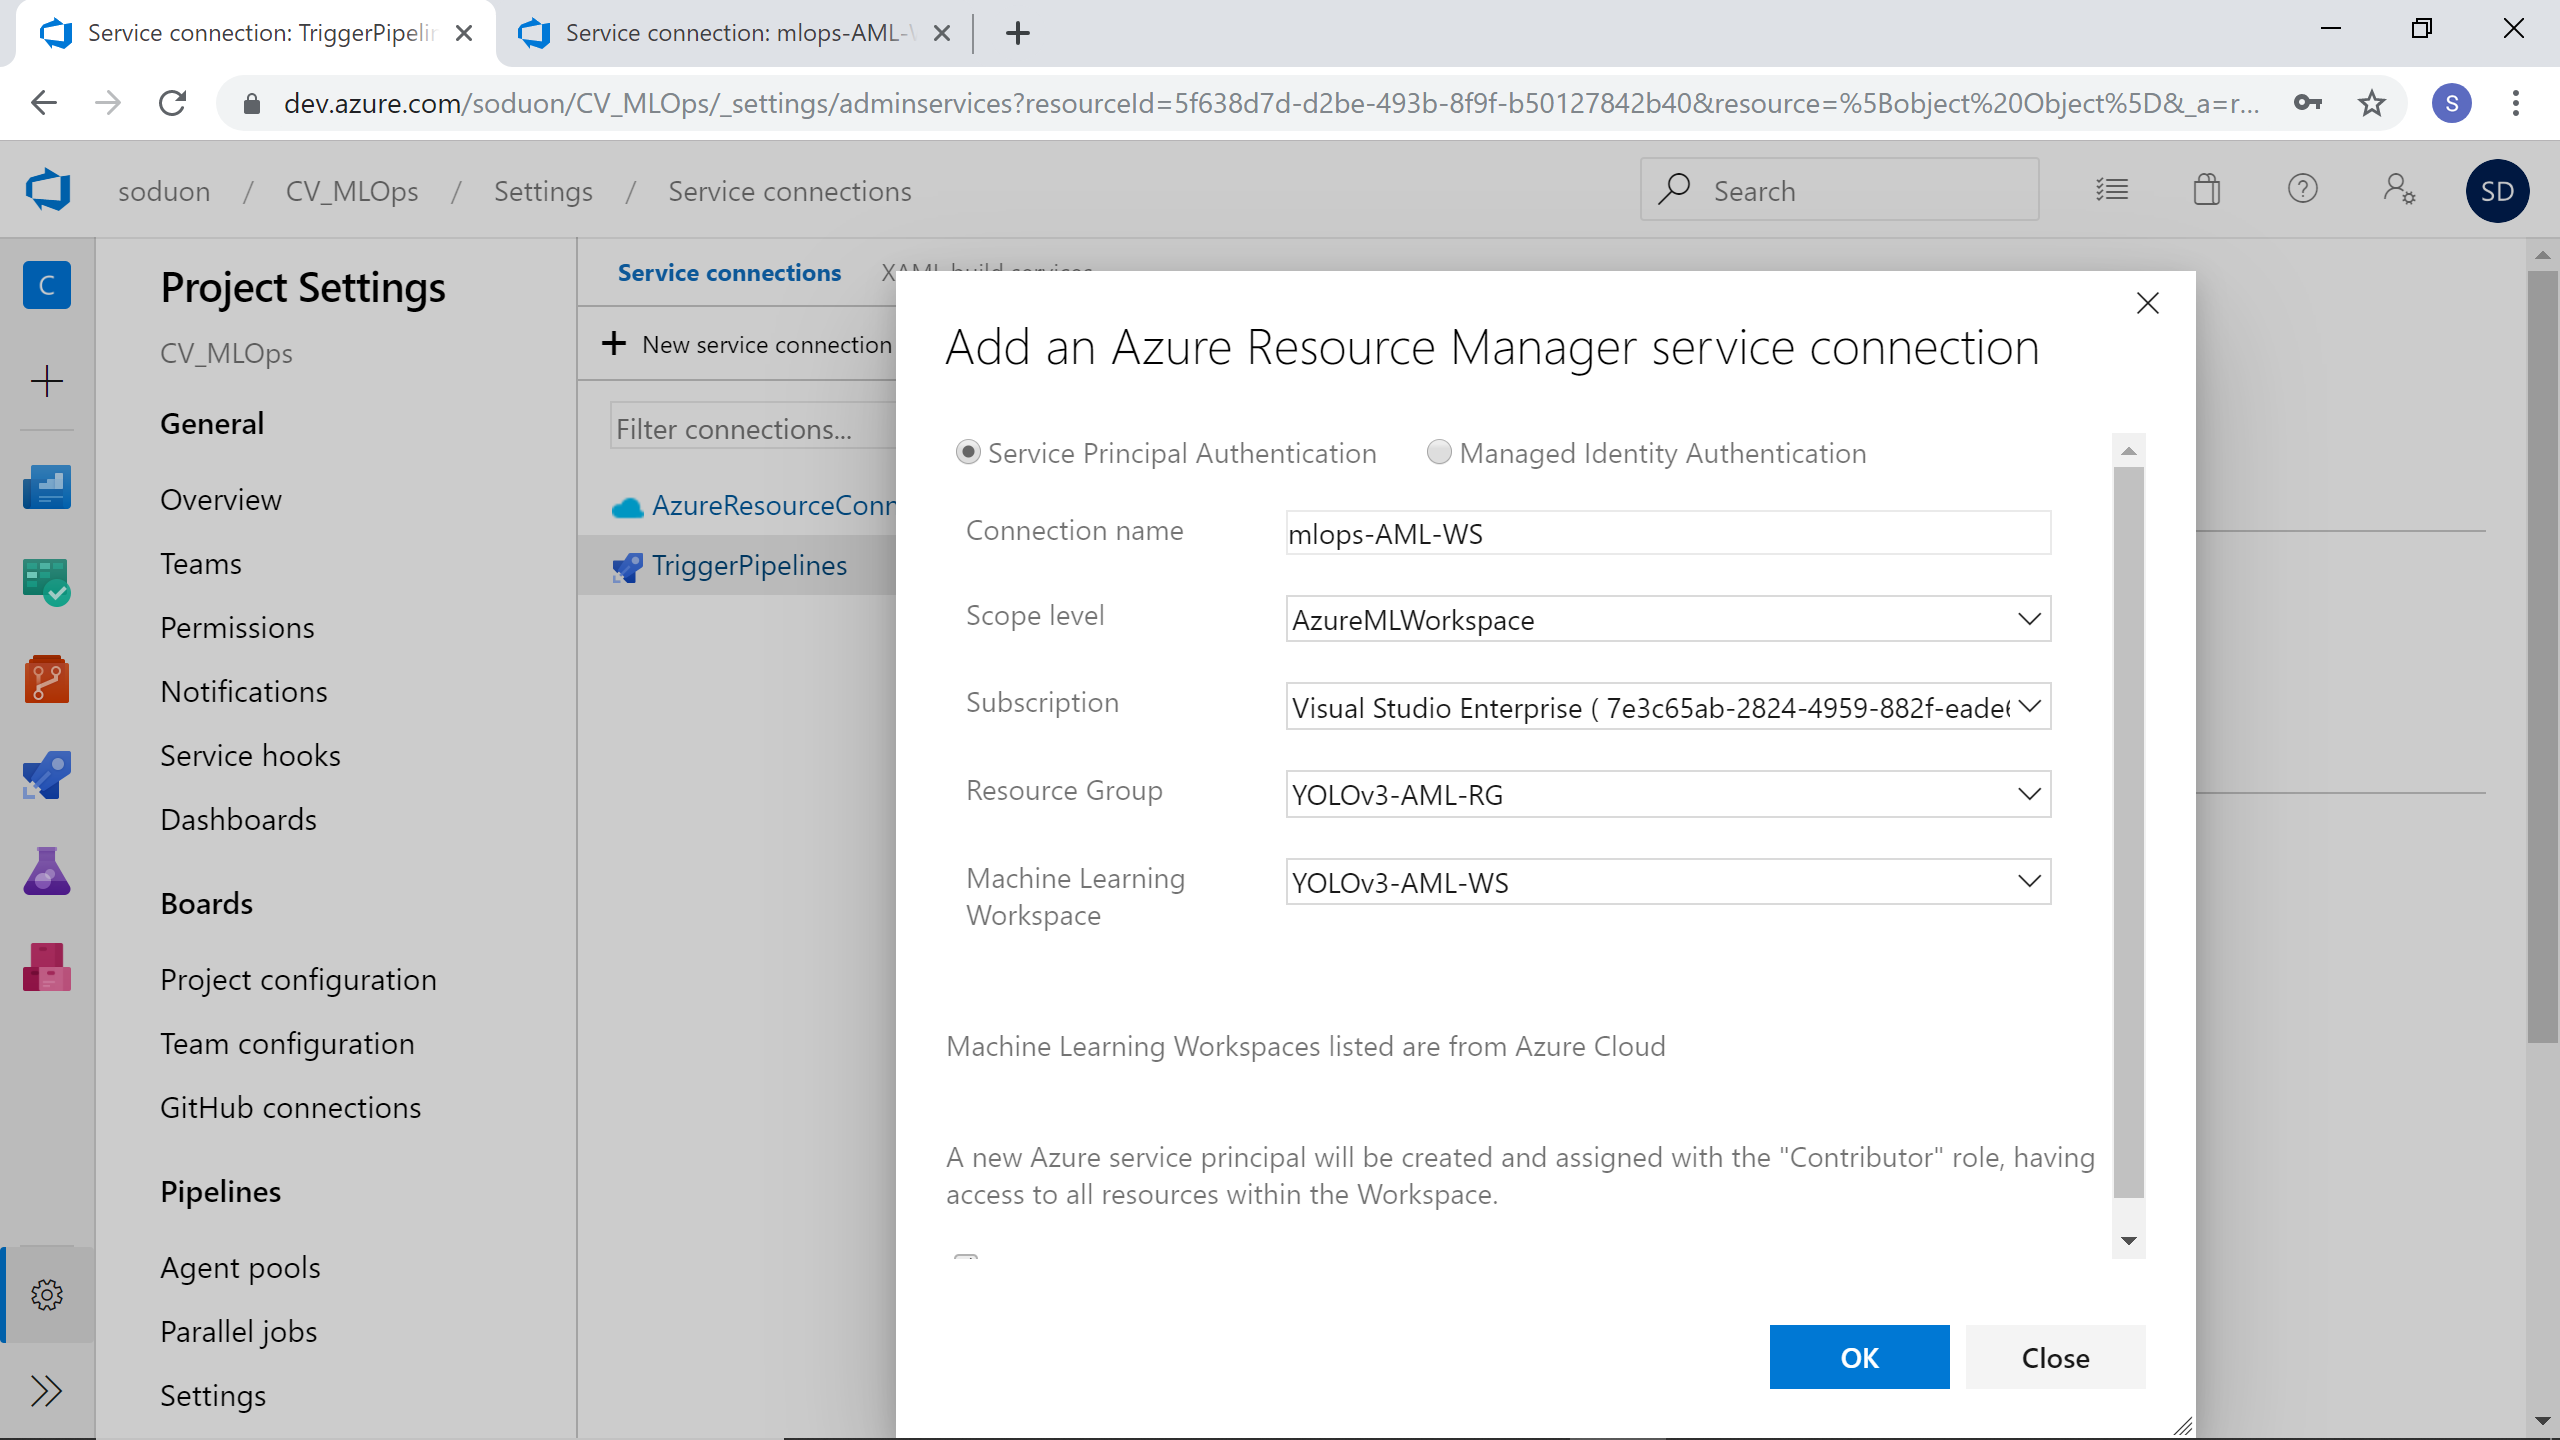 Service connection: TriggerPipelin
Service connection: mlops-AML-W
dev.azure.com/soduon/CV_MLOps/_settings/adminservices?resourceId=5f638d7d-d2be-493b-8f9f-b50127842b40&resource=%5Bobject%20Object%5D&_a=r...
S
soduon / CV_MLOps / Settings / Service connections
Search
SD
C
Project Settings
CV_MLOps
General
Overview
Teams
Permissions
Notifications
Service hooks
Dashboards
Boards
Project configuration
Team configuration
GitHub connections
Pipelines
Agent pools
Parallel jobs
Settings
Service connections
XAML build services
+ New service connection
Filter connections...
AzureResourceConn
TriggerPipelines
Add an Azure Resource Manager service connection
Service Principal Authentication
Managed Identity Authentication
Connection name
mlops-AML-WS
Scope level
AzureMLWorkspace
Subscription
Visual Studio Enterprise ( 7e3c65ab-2824-4959-882f-eade6
Resource Group
YOLOv3-AML-RG
Machine Learning
Workspace
YOLOv3-AML-WS
Machine Learning Workspaces listed are from Azure Cloud
A new Azure service principal will be created and assigned with the "Contributor" role, having
access to all resources within the Workspace.
OK
Close